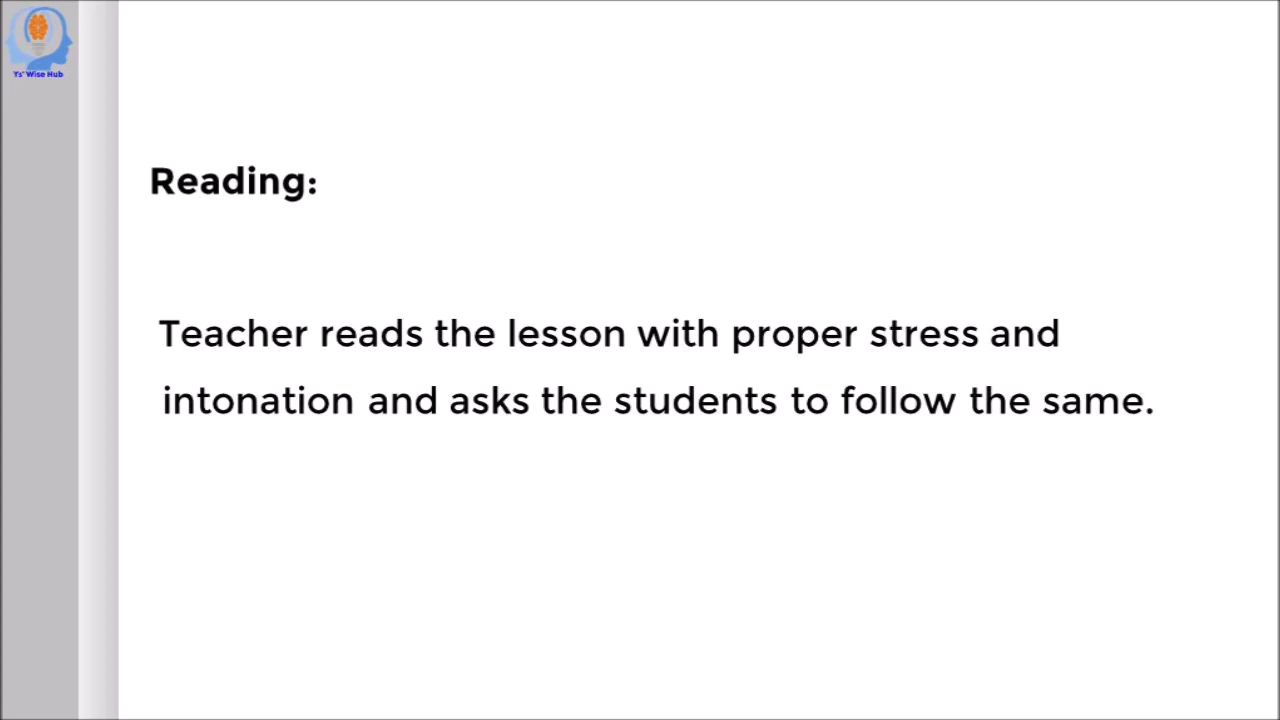 Ys' Wise Hub
Reading:
Teacher reads the lesson with proper stress and
intonation and asks the students to follow the same.